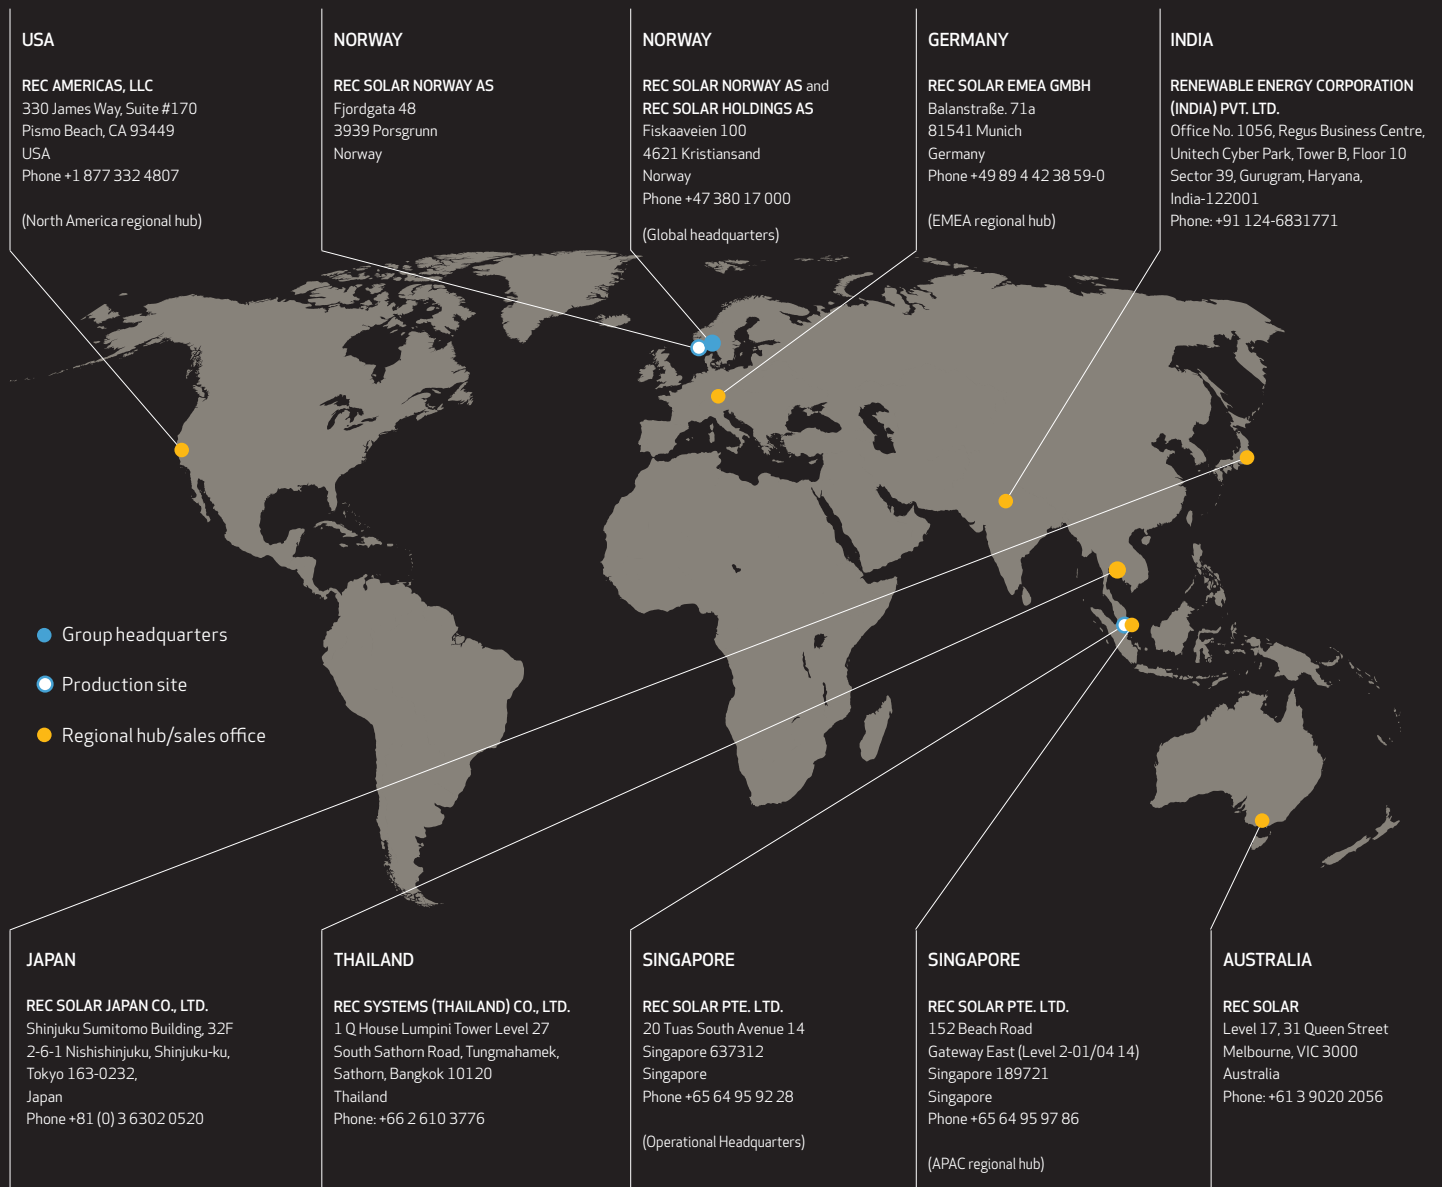 USA
REC AMERICAS, LLC
330 James Way, Suite #170
Pismo Beach, CA 93449
USA
Phone +1 877 332 4807
(North America regional hub)
NORWAY
REC SOLAR NORWAY AS
Fjordgata 48
3939 Porsgrunn
Norway
NORWAY
REC SOLAR NORWAY AS and
REC SOLAR HOLDINGS AS
Fiskaaveien 100
4621 Kristiansand
Norway
Phone +47 380 17 000
(Global headquarters)
GERMANY
REC SOLAR EMEA GMBH
Balanstraße. 71a
81541 Munich
Germany
Phone +49 89 4 42 38 59-0
(EMEA regional hub)
INDIA
RENEWABLE ENERGY CORPORATION
(INDIA) PVT. LTD.
Office No. 1056, Regus Business Centre,
Unitech Cyber Park, Tower B, Floor 10
Sector 39, Gurugram, Haryana,
India-122001
Phone: +91 124-6831771
Group headquarters
Production site
Regional hub/sales office
JAPAN
REC SOLAR JAPAN CO., LTD.
Shinjuku Sumitomo Building, 32F
2-6-1 Nishishinjuku, Shinjuku-ku,
Tokyo 163-0232,
Japan
Phone +81 (0) 3 6302 0520
THAILAND
REC SYSTEMS (THAILAND) CO., LTD.
1 Q House Lumpini Tower Level 27
South Sathorn Road, Tungmahamek,
Sathorn, Bangkok 10120
Thailand
Phone: +66 2 610 3776
SINGAPORE
REC SOLAR PTE. LTD.
20 Tuas South Avenue 14
Singapore 637312
Singapore
Phone +65 64 95 92 28
(Operational Headquarters)
SINGAPORE
REC SOLAR PTE. LTD.
152 Beach Road
Gateway East (Level 2-01/04 14)
Singapore 189721
Singapore
Phone +65 64 95 97 86
(APAC regional hub)
AUSTRALIA
REC SOLAR
Level 17, 31 Queen Street
Melbourne, VIC 3000
Australia
Phone: +61 3 9020 2056